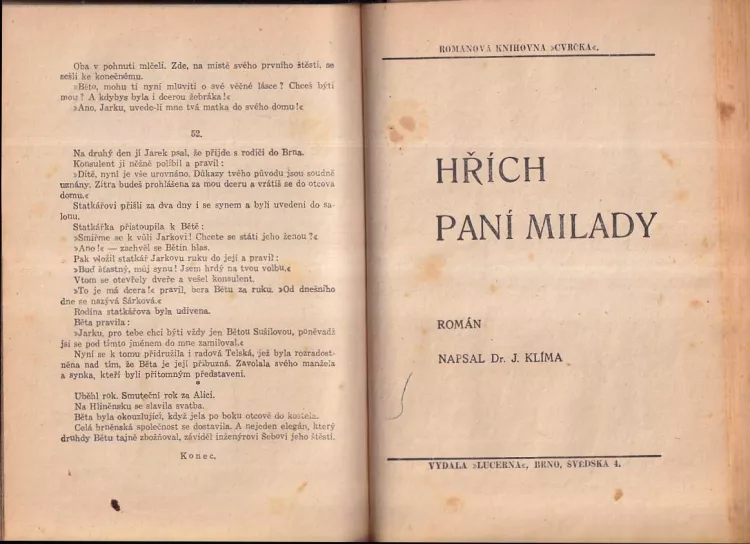 Oba v pohnutí mlčeli. Zde, na místě svého prvního štěstí, se
sešli ke konečnému.
»Běto, mohu ti nyní mluviti o své věčné lásce? Chceš býti
mou? A kdybys byla i dcerou žebráka!«
»Ano, Jarku, uvede-li mne tvá matka do svého domu!«
52.
Na druhý den jí Jarek psal, že přijde s rodiči do Brna.
Konsulent ji něžně políbil a pravil:
»Dítě, nyní je vše urovnáno. Důkazy tvého původu jsou soudně
uznány. Zítra budeš prohlášena za mou dceru a vrátíš se do otcova
domu.«
Statkářovi přišli za dva dny i se synem a byli uvedeni do sa-
lonu.
Statkářka přistoupila k Bětě:
»Smiřme se k vůli Jarkovi! Chcete se státi jeho ženou?«
»Ano!« — zachvěl se Bětin hlas.
Pak vložil statkář Jarkovu ruku do její a pravil:
»Buď šťastný, můj synu! Jsem hrdý na tvou volbu.«
Vtom se otevřely dveře a vešel konsulent.
»To je má dcera!« pravil, bera Bětu za ruku. »Od dnešního
dne se nazývá Šárková.«
Rodina statkářova byla udivena.
Běta pravila:
»Jarku, pro tebe chci býti vždy jen Bětou Sušilovou, poněvadž
jsi se pod tímto jménem do mne zamiloval.«
Nyní se k tomu přidružila i radová Telská, jež byla rozradost-
něna nad tím, že Běta je její příbuzná. Zavolala svého manžela
a synka, kteří byli přítomným představeni.
*
Uběhl rok. Smuteční rok za Alici.
Na Hliněnsku se slavila svatba.
Běta byla okouzlující, když jela po boku otcově do kostela.
Celá brněnská společnost se dostavila. A nejeden elegán, který
druhdy Bětu tajně zbožňoval, záviděl inženýrovi Šebovi jeho štěstí.
Konec.
ROMÁNOVÁ KNIHOVNA »CVRČKA«.
HŘÍCH
PANÍ MILADY
ROMÁN
NAPSAL Dr. J. KLÍMA
VYDALA »LUCERNA«, BRNO, ŠVÉDSKÁ 4.